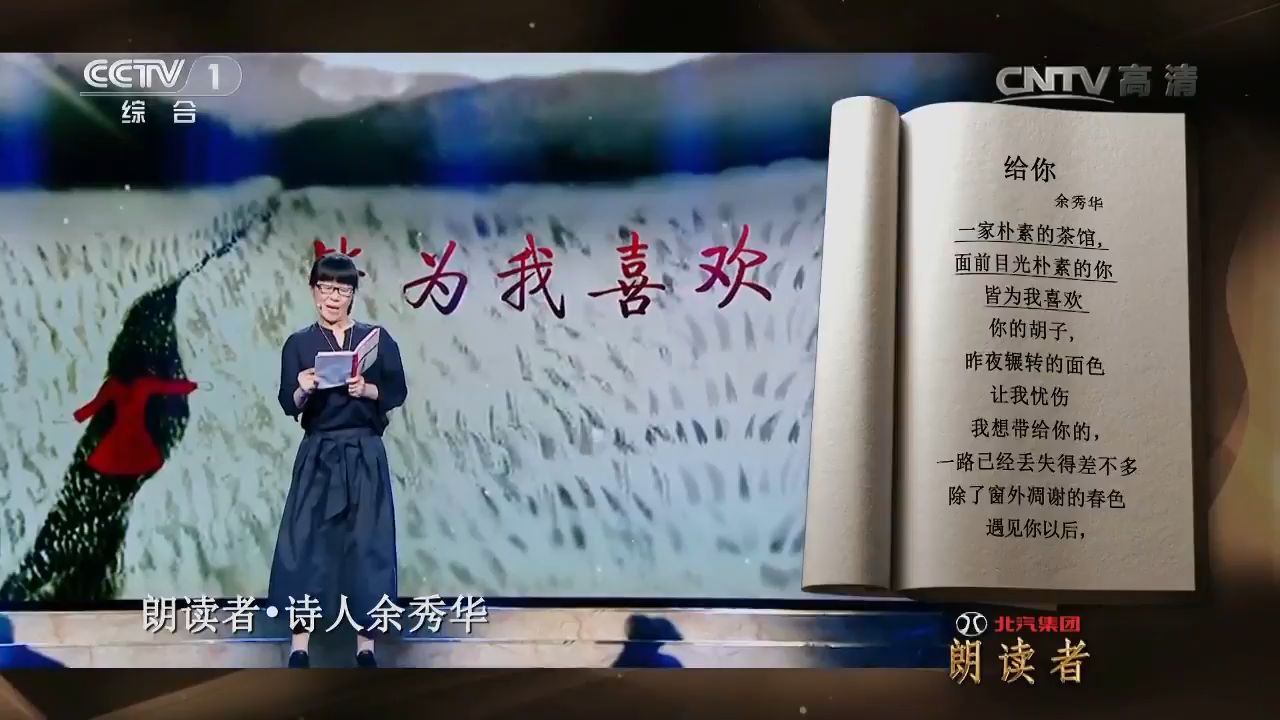 CCTV 1
综合
CNTV 高清
为我喜欢
给你
余秀华
一家朴素的茶馆，
面前目光朴素的你
皆为我喜欢
你的胡子，
昨夜辗转的面色
让我忧伤
我想带给你的，
一路已经丢失得差不多
除了窗外凋谢的春色
遇见你以后，
朗读者·诗人余秀华
北汽集团
朗读者